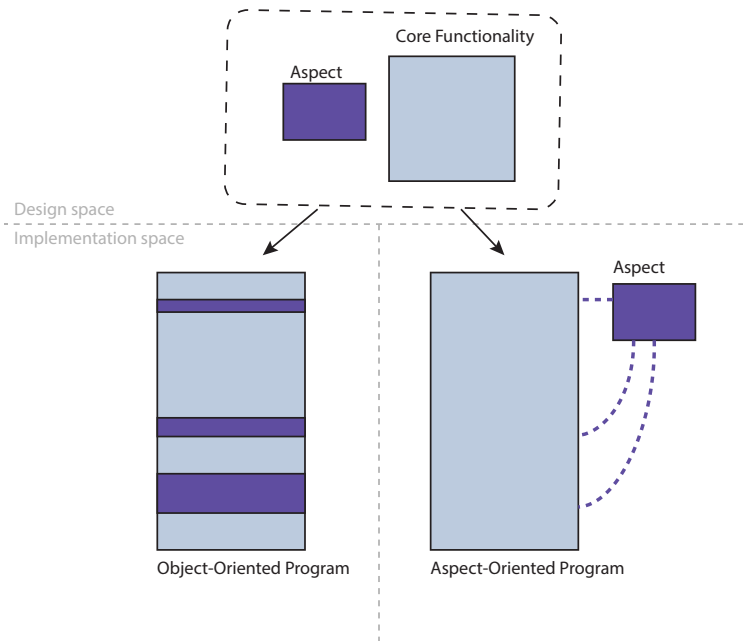 Core Functionality
Aspect
Design space
Implementation space
Aspect
Object-Oriented Program
Aspect-Oriented Program